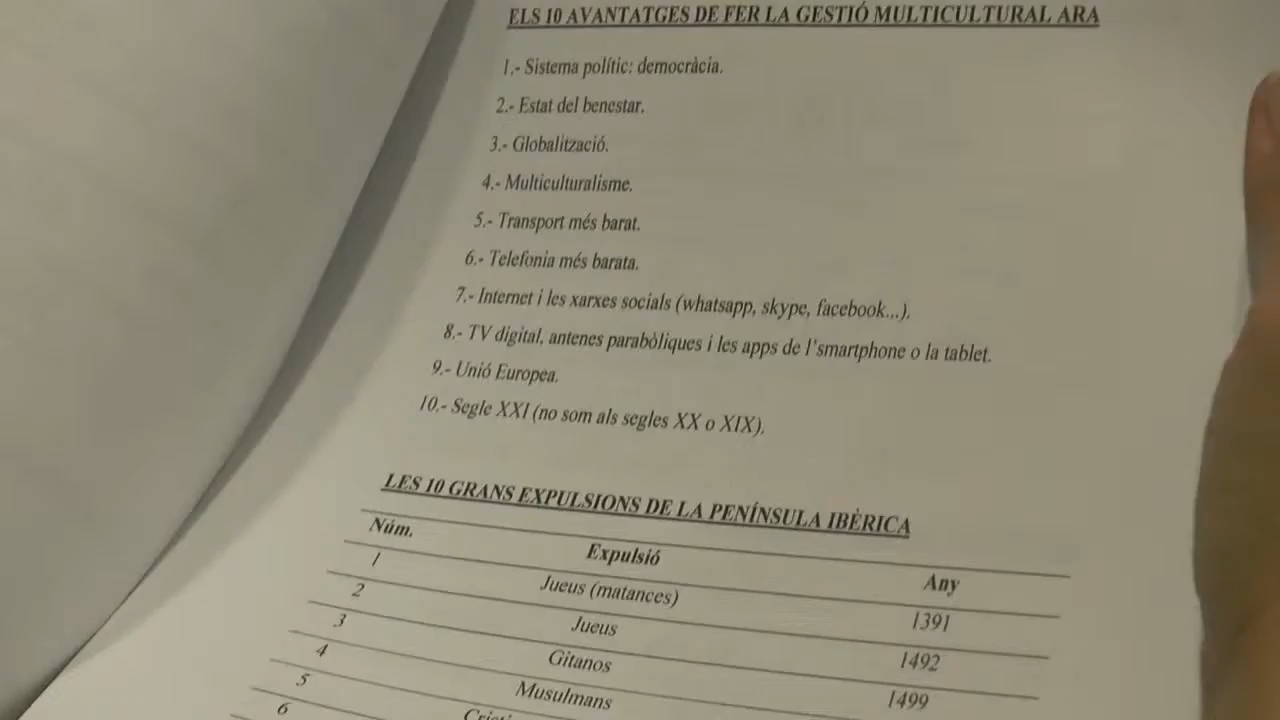 ELS 10 AVANTATGES DE FER LA GESTIÓ MULTICULTURAL ARA
1.- Sistema polític: democràcia.
2.- Estat del benestar.
3.- Globalització.
4.- Multiculturalisme.
5.- Transport més barat.
6.- Telefonia més barata.
7.- Internet i les xarxes socials (whatsapp, skype, facebook...).
8.- TV digital, antenes parabòliques i les apps de l'smartphone o la tablet.
9.- Unió Europea.
10.- Segle XXI (no som als segles XX o XIX).
LES 10 GRANS EXPULSIONS DE LA PENÍNSULA IBÈRICA
Núm. Expulsió Any
1 Jueus (matances) 1391
2 Jueus 1492
3 Gitanos 1499
4 Musulmans
5
6